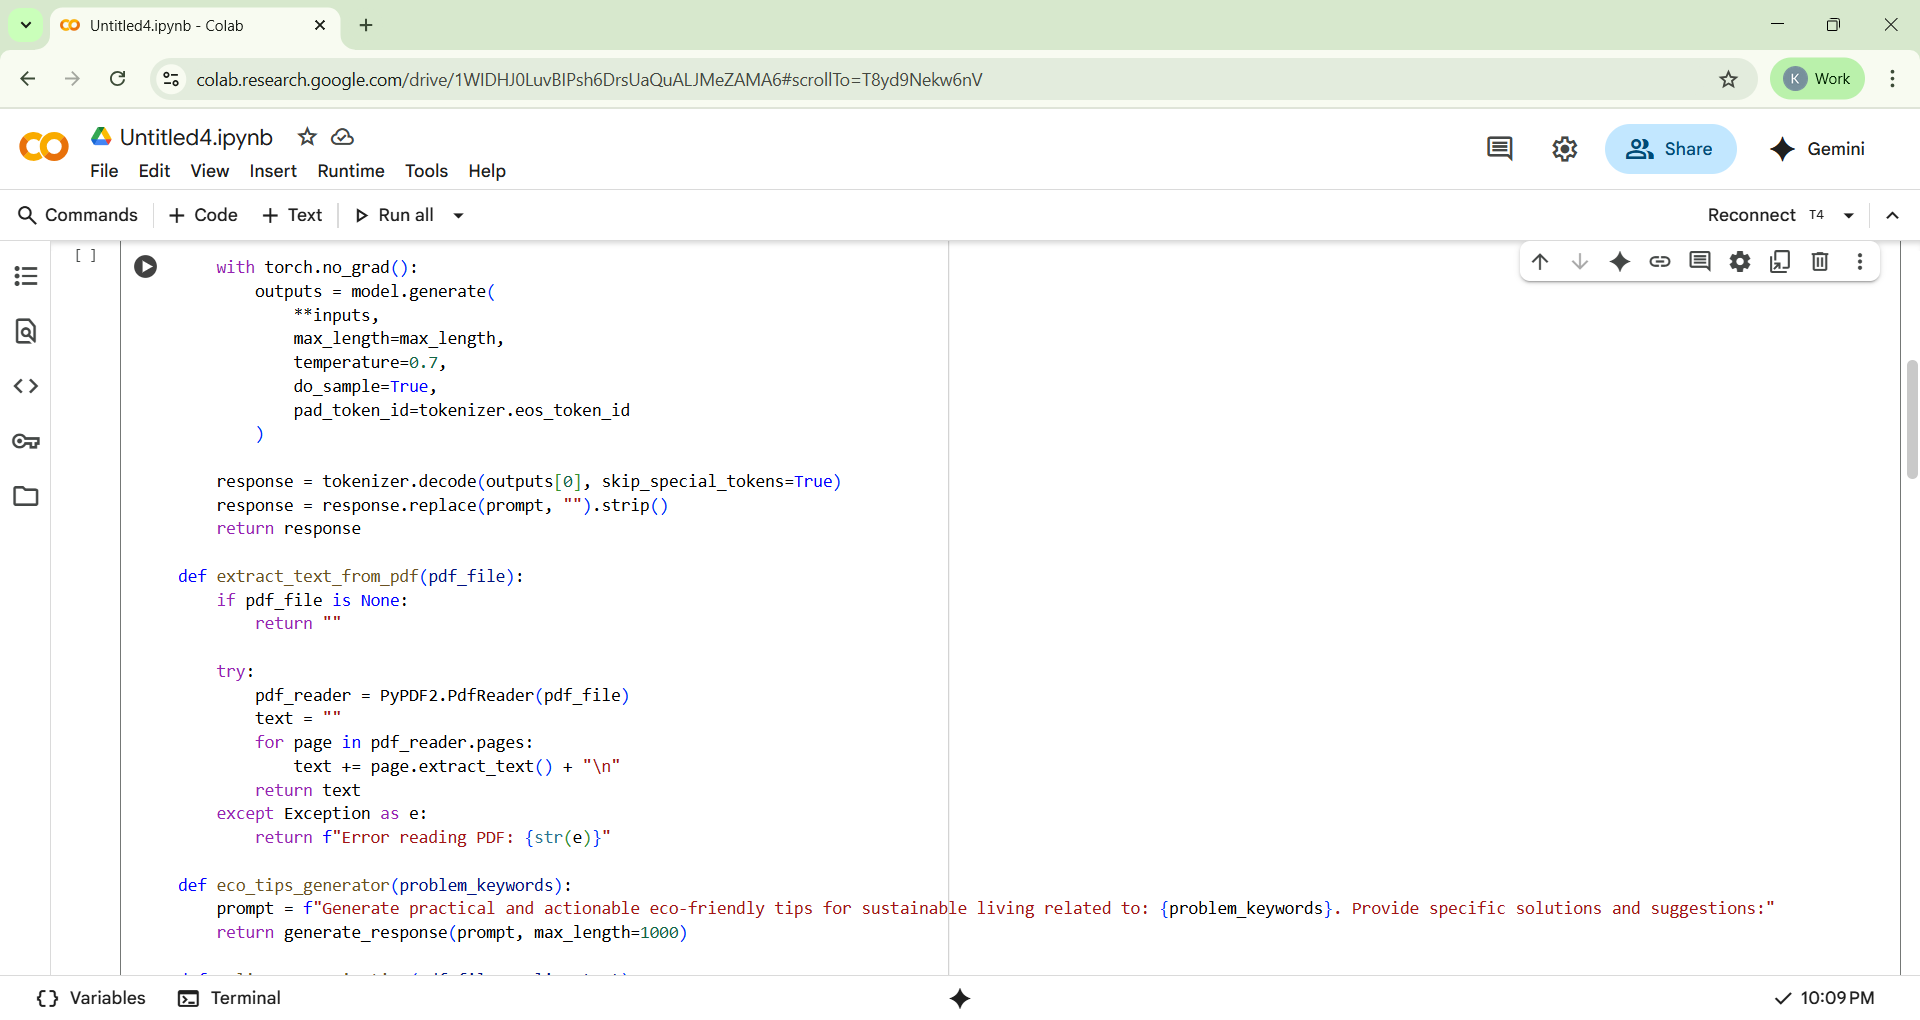 Untitled4.ipynb - Colab
colab.research.google.com/drive/1WIDHJ0LuvBIPsh6DrsUaQuALJMeZAMA6#scrollTo=T8yd9Nekw6nV
K Work
Untitled4.ipynb
File Edit View Insert Runtime Tools Help
Share
Gemini
Commands + Code + Text Run all
Reconnect T4
[ ]
with torch.no_grad():
outputs = model.generate(
**inputs,
max_length=max_length,
temperature=0.7,
do_sample=True,
pad_token_id=tokenizer.eos_token_id
)
response = tokenizer.decode(outputs[0], skip_special_tokens=True)
response = response.replace(prompt, "").strip()
return response
def extract_text_from_pdf(pdf_file):
if pdf_file is None:
return ""
try:
pdf_reader = PyPDF2.PdfReader(pdf_file)
text = ""
for page in pdf_reader.pages:
text += page.extract_text() + "\n"
return text
except Exception as e:
return f"Error reading PDF: {str(e)}"
def eco_tips_generator(problem_keywords):
prompt = f"Generate practical and actionable eco-friendly tips for sustainable living related to: {problem_keywords}. Provide specific solutions and suggestions:"
return generate_response(prompt, max_length=1000)
Variables Terminal
10:09 PM